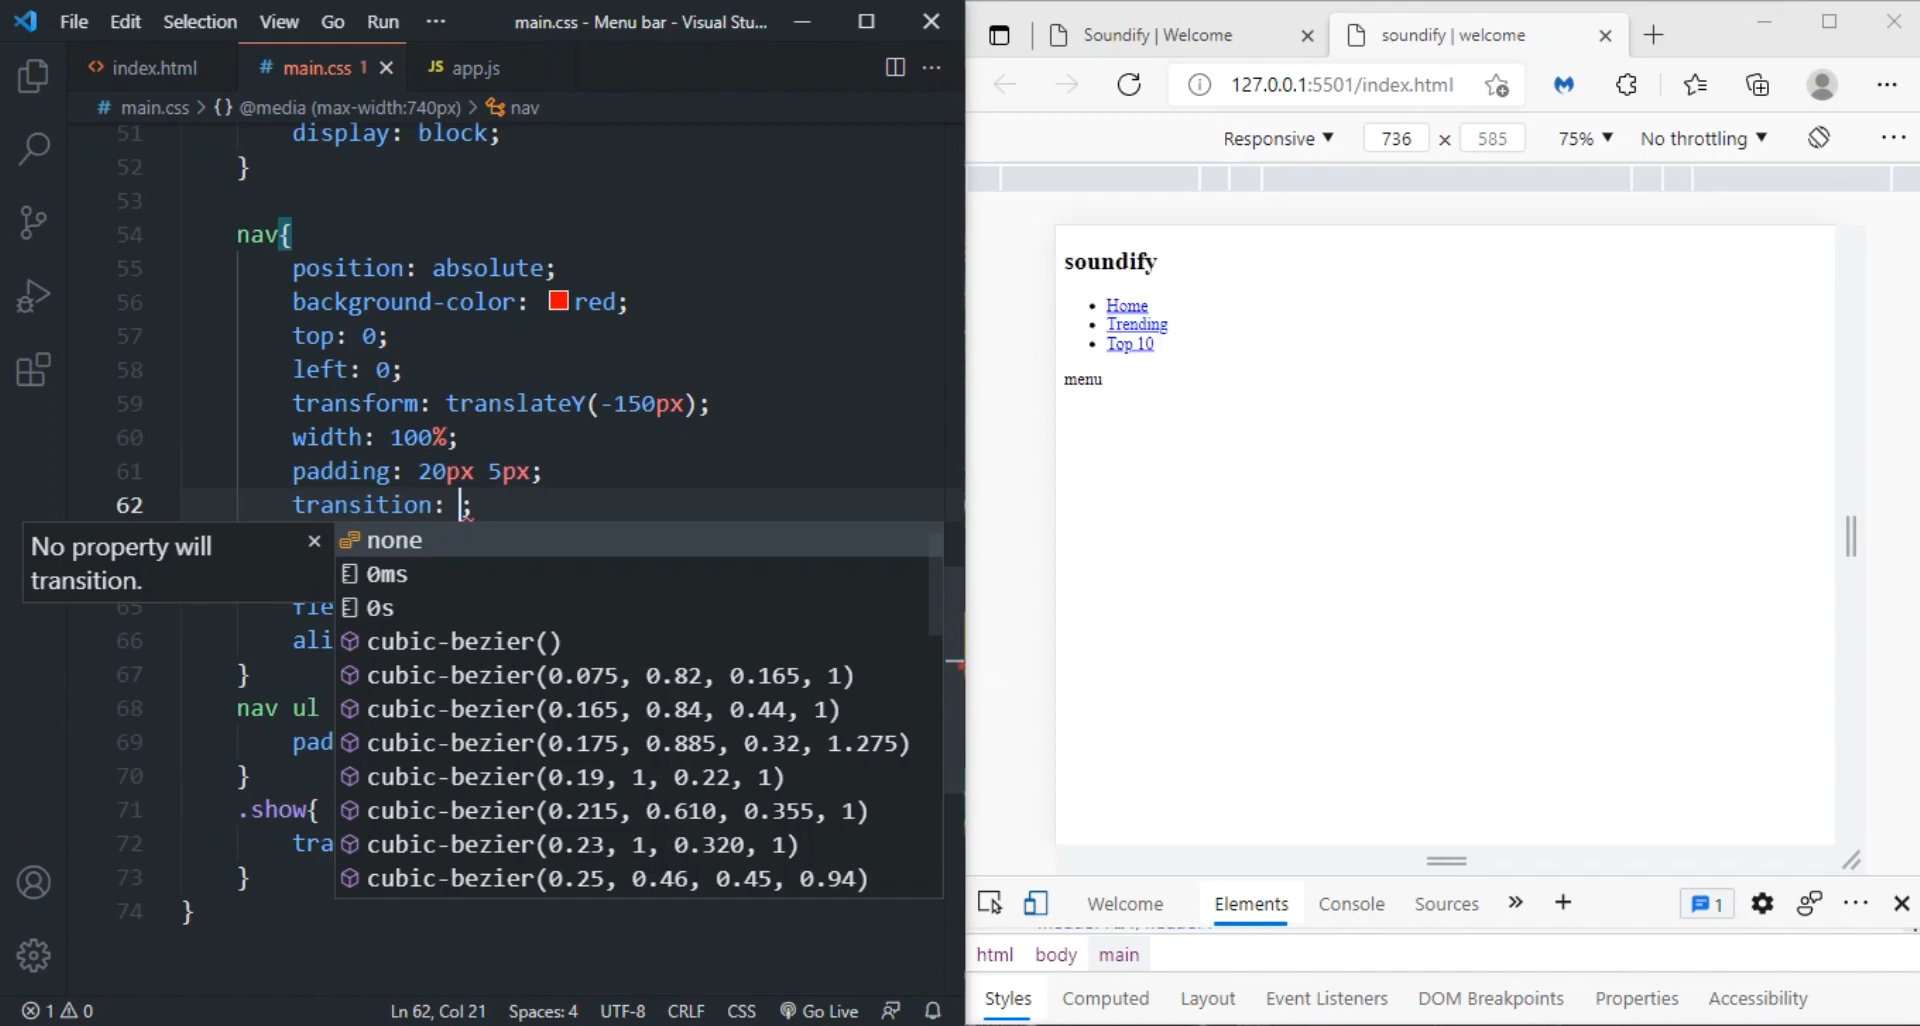 File Edit Selection View Go Run ··· main.css - Menu bar - Visual Stu...
index.html # main.css 1 JS app.js
# main.css > {} @media (max-width:740px) > nav
51 display: block;
52 }
53
54 nav{
55 position: absolute;
56 background-color: red;
57 top: 0;
58 left: 0;
59 transform: translateY(-150px);
60 width: 100%;
61 padding: 20px 5px;
62 transition: ;
No property will
transition.
none
0ms
0s
cubic-bezier()
cubic-bezier(0.075, 0.82, 0.165, 1)
cubic-bezier(0.165, 0.84, 0.44, 1)
cubic-bezier(0.175, 0.885, 0.32, 1.275)
cubic-bezier(0.19, 1, 0.22, 1)
cubic-bezier(0.215, 0.610, 0.355, 1)
cubic-bezier(0.23, 1, 0.320, 1)
cubic-bezier(0.25, 0.46, 0.45, 0.94)
65 fle
66 ali
67 }
68 nav ul
69 pad
70 }
71 .show{
72 tra
73 }
74 }
1 0 Ln 62, Col 21 Spaces: 4 UTF-8 CRLF CSS Go Live
Soundify | Welcome soundify | welcome
127.0.0.1:5501/index.html
Responsive 736 x 585 75% No throttling
soundify
Home
Trending
Top 10
menu
Welcome Elements Console Sources » 1
html body main
Styles Computed Layout Event Listeners DOM Breakpoints Properties Accessibility